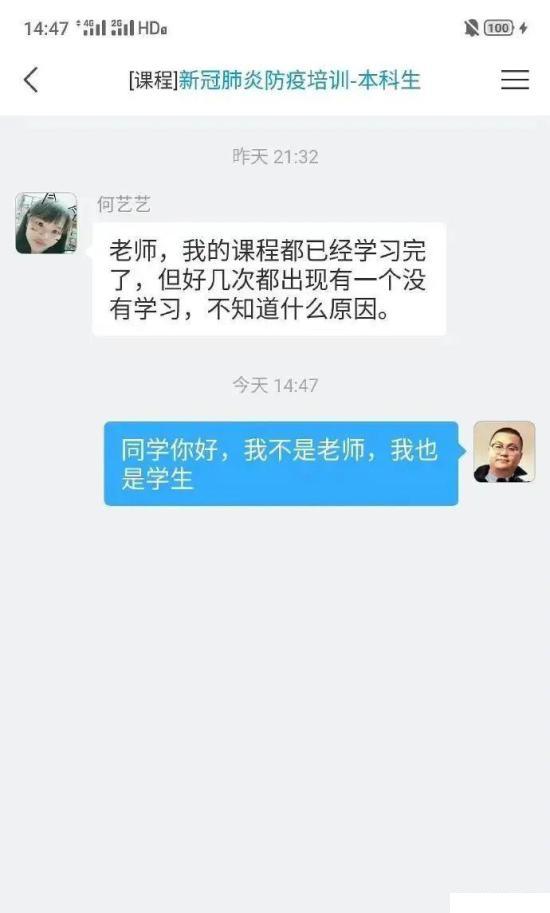 14:47 4G 2G HD 100
[课程]新冠肺炎防疫培训-本科生
昨天 21:32
何艺艺
老师，我的课程都已经学习完
了，但好几次都出现有一个没
有学习，不知道什么原因。
今天 14:47
同学你好，我不是老师，我也
是学生